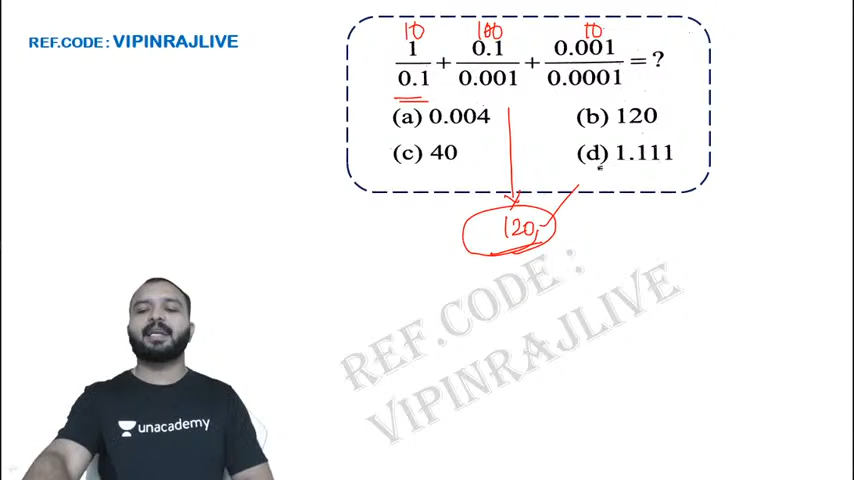 REF.CODE : VIPINRAJLIVE
10 100 10
1/0.1 + 0.1/0.001 + 0.001/0.0001 = ?
(a) 0.004 (b) 120
(c) 40 (d) 1.111
120
REF.CODE :
VIPINRAJLIVE
unacademy